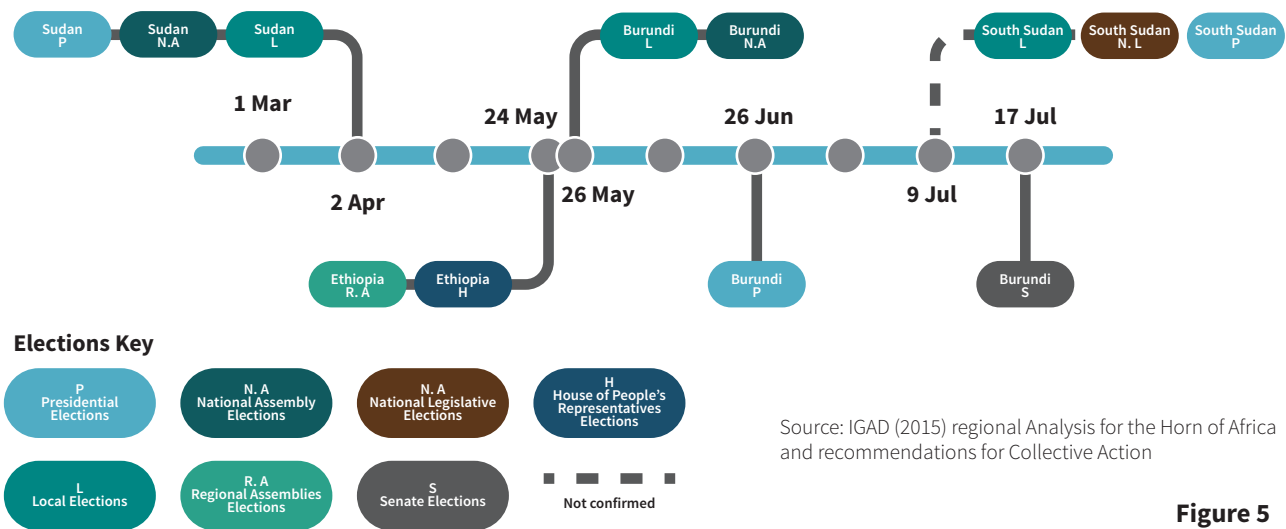 Sudan
P
Sudan
N.A
Sudan
L
Burundi
L
Burundi
N.A
South Sudan
L
South Sudan
N. L
South Sudan
P
1 Mar
24 May
26 Jun
17 Jul
2 Apr
26 May
9 Jul
Ethiopia
R. A
Ethiopia
H
Burundi
P
Burundi
S
Elections Key
P
Presidential
Elections
N. A
National Assembly
Elections
N. A
National Legislative
Elections
H
House of People's
Representatives
Elections
L
Local Elections
R. A
Regional Assemblies
Elections
S
Senate Elections
Not confirmed
Source: IGAD (2015) regional Analysis for the Horn of Africa
and recommendations for Collective Action
Figure 5